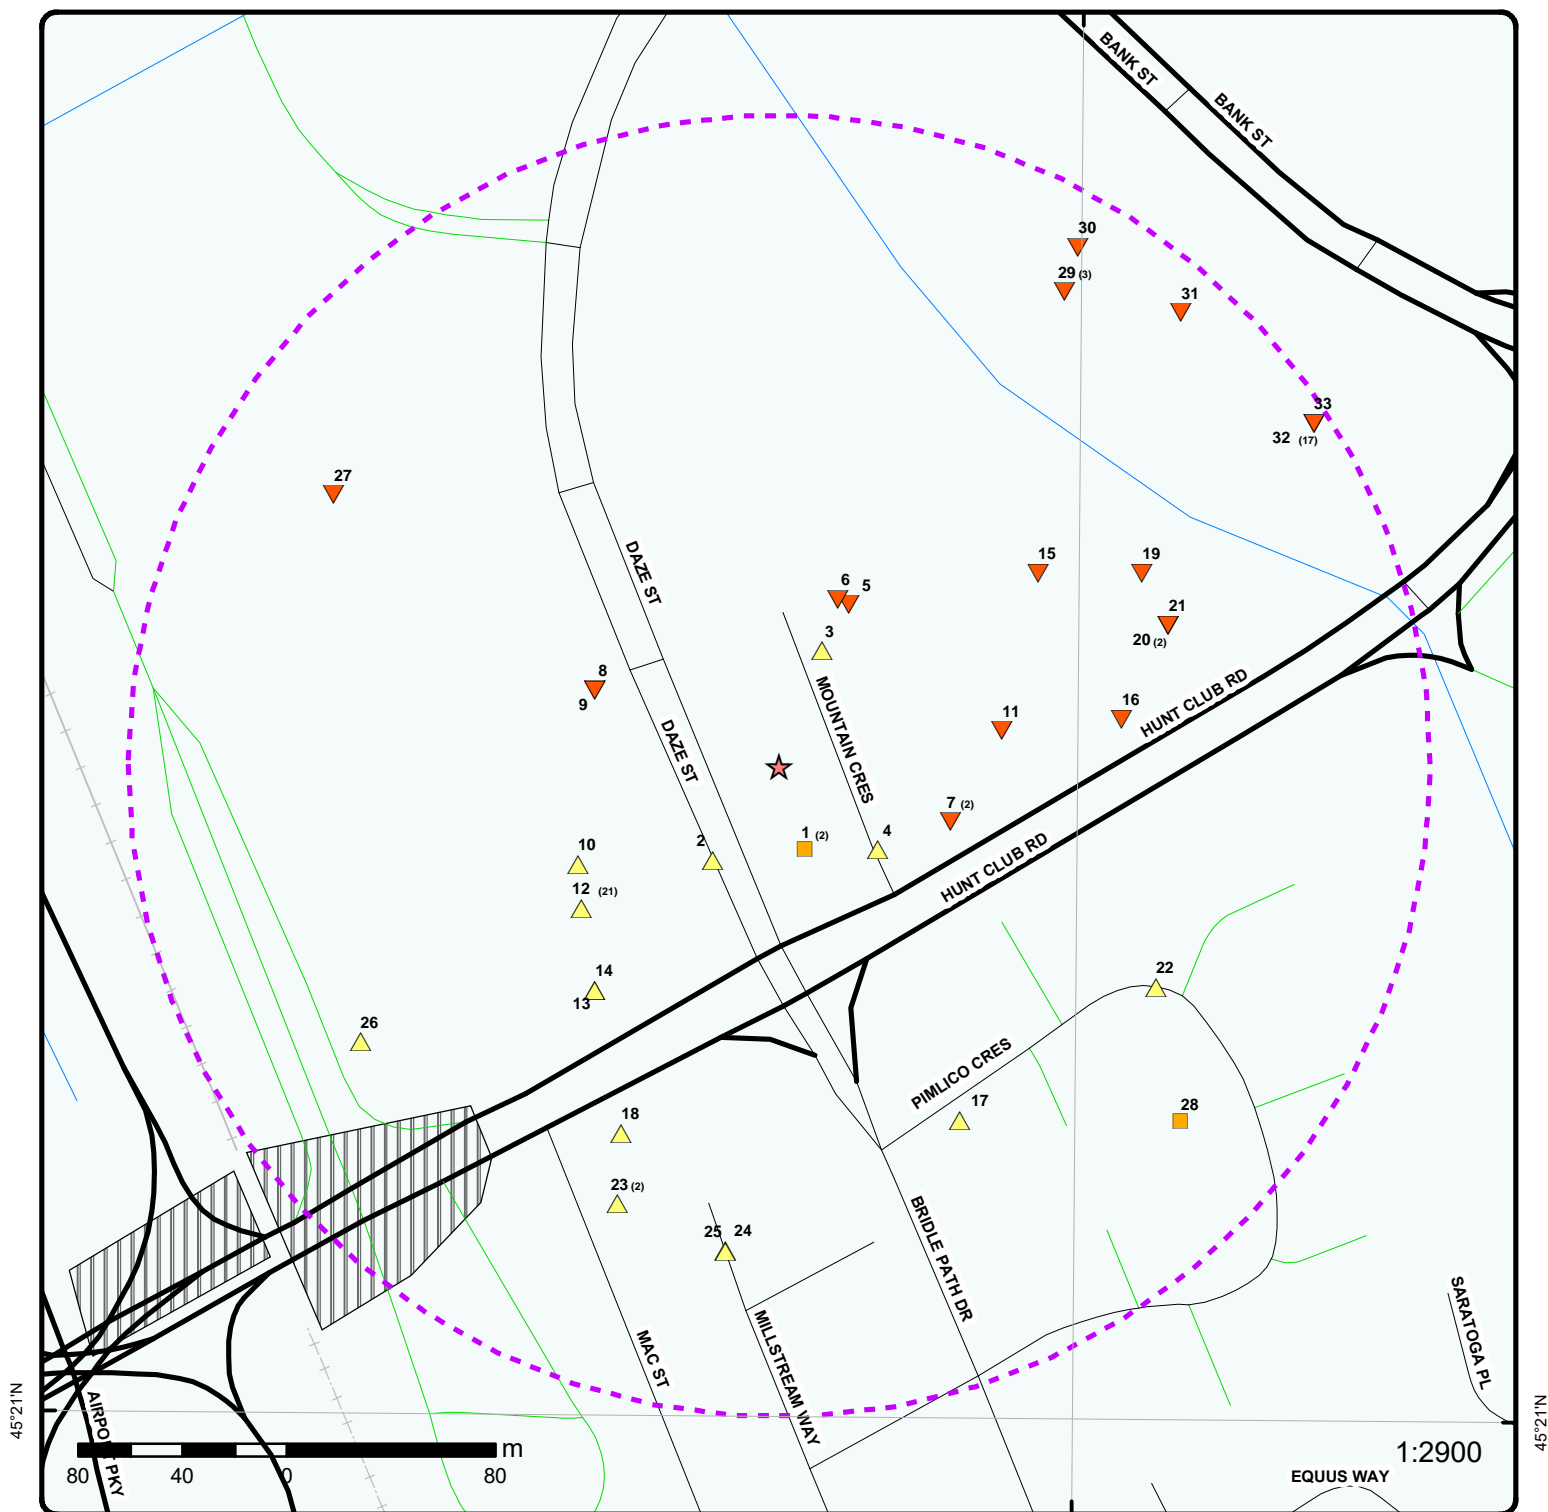 BANK ST
BANK ST
30
29 (3)
31
33
32 (17)
27
DAZE ST
15
19
6
5
21
20 (2)
3
8
9
MOUNTAIN CRES
HUNT CLUB RD
16
11
DAZE ST
7 (2)
1 (2)
4
2
10
HUNT CLUB RD
12 (21)
14
13
22
26
PIMLICO CRES
18
17
28
23 (2)
BRIDLE PATH DR
25
24
MAC ST
MILLSTREAM WAY
SARATOGA PL
45°21'N
45°21'N
AIRPORT PKY
m
80
40
0
80
1:2900
EQUUS WAY